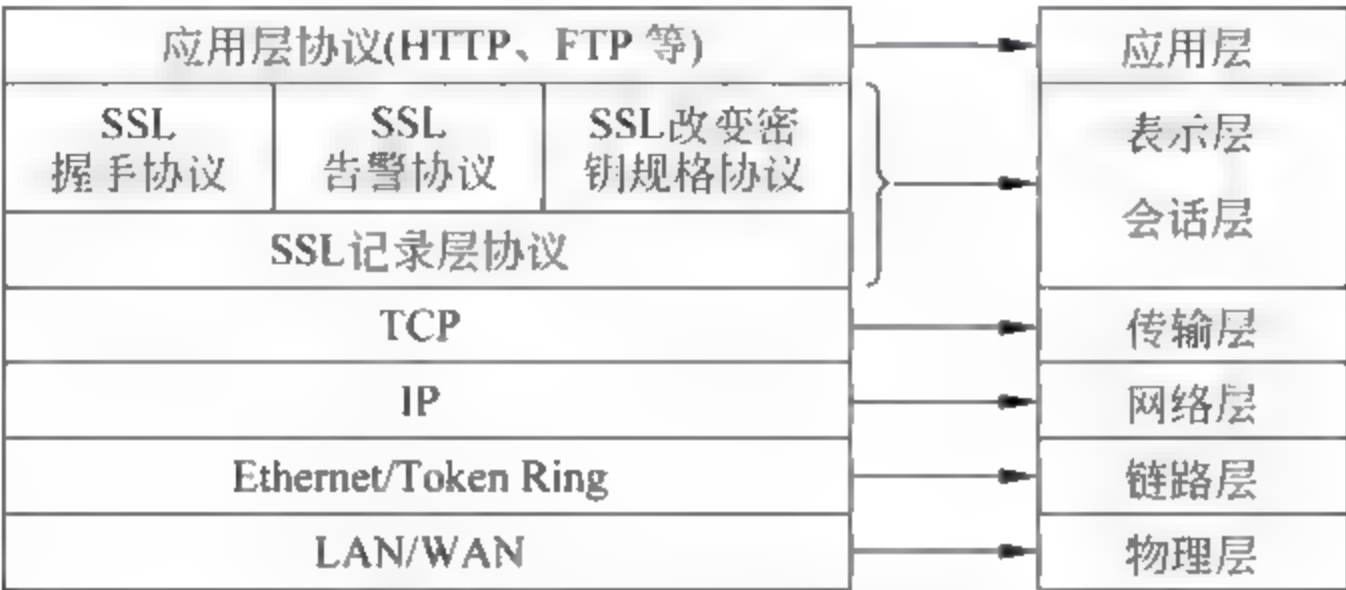 应用层协议(HTTP、FTP 等)
应用层
SSL
握手协议
SSL
告警协议
SSL改变密
钥规格协议
表示层
会话层
SSL记录层协议
TCP
传输层
IP
网络层
Ethernet/Token Ring
链路层
LAN/WAN
物理层